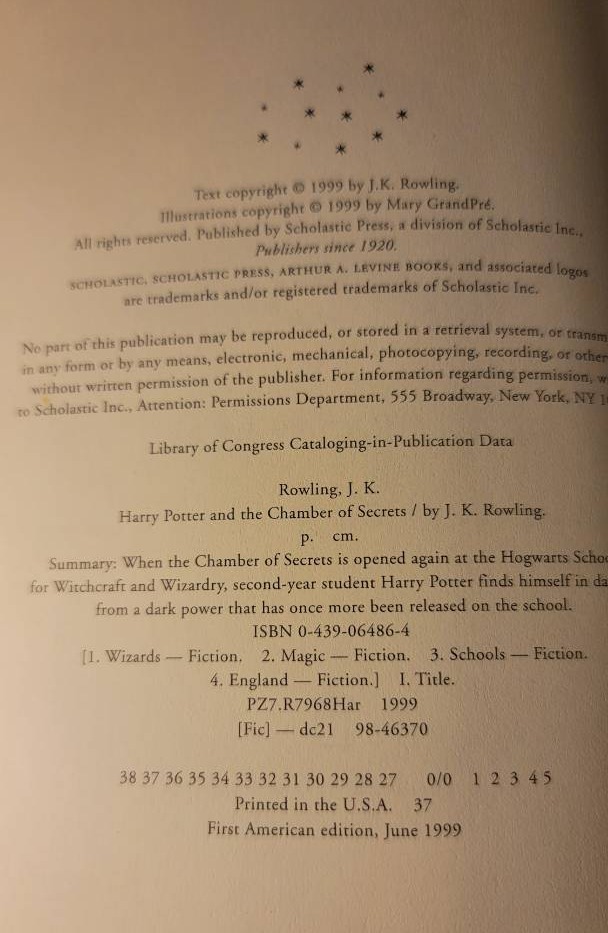 Text copyright © 1999 by J.K. Rowling.
Illustrations copyright © 1999 by Mary GrandPré.
All rights reserved. Published by Scholastic Press, a division of Scholastic Inc.,
Publishers since 1920.
SCHOLASTIC, SCHOLASTIC PRESS, ARTHUR A. LEVINE BOOKS, and associated logos
are trademarks and/or registered trademarks of Scholastic Inc.
No part of this publication may be reproduced, or stored in a retrieval system, or transm
in any form or by any means, electronic, mechanical, photocopying, recording, or other
without written permission of the publisher. For information regarding permission, w
to Scholastic Inc., Attention: Permissions Department, 555 Broadway, New York, NY
Library of Congress Cataloging-in-Publication Data
Rowling, J. K.
Harry Potter and the Chamber of Secrets / by J. K. Rowling.
p. cm.
Summary: When the Chamber of Secrets is opened again at the Hogwarts Schoo
for Witchcraft and Wizardry, second-year student Harry Potter finds himself in da
from a dark power that has once more been released on the school.
ISBN 0-439-06486-4
[1. Wizards — Fiction. 2. Magic — Fiction. 3. Schools — Fiction.
4. England — Fiction.] I. Title.
PZ7.R7968Har 1999
[Fic] — dc21 98-46370
38 37 36 35 34 33 32 31 30 29 28 27 0/0 1 2 3 4 5
Printed in the U.S.A. 37
First American edition, June 1999